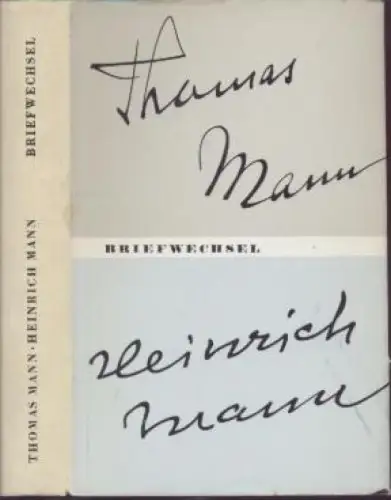 THOMAS MANN · HEINRICH MANN BRIEFWECHSEL
Thomas
Mann
BRIEFWECHSEL
Heinrich
Mann